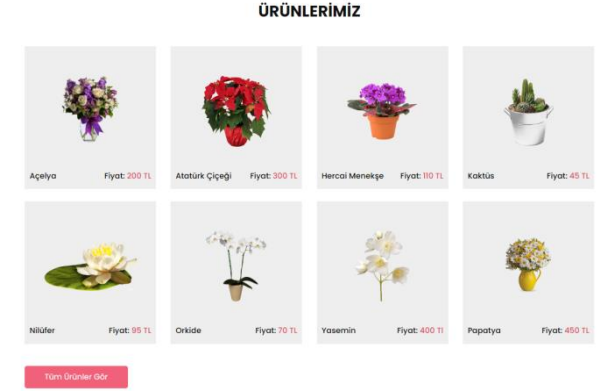 ÜRÜNLERİMİZ
Açelya Fiyat: 200 TL
Atatürk Çiçeği Fiyat: 300 TL
Hercai Menekşe Fiyat: 110 TL
Kaktüs Fiyat: 45 TL
Nilüfer Fiyat: 95 TL
Orkide Fiyat: 70 TL
Yasemin Fiyat: 400 Tl
Papatya Fiyat: 450 TL
Tüm Ürünler Gör